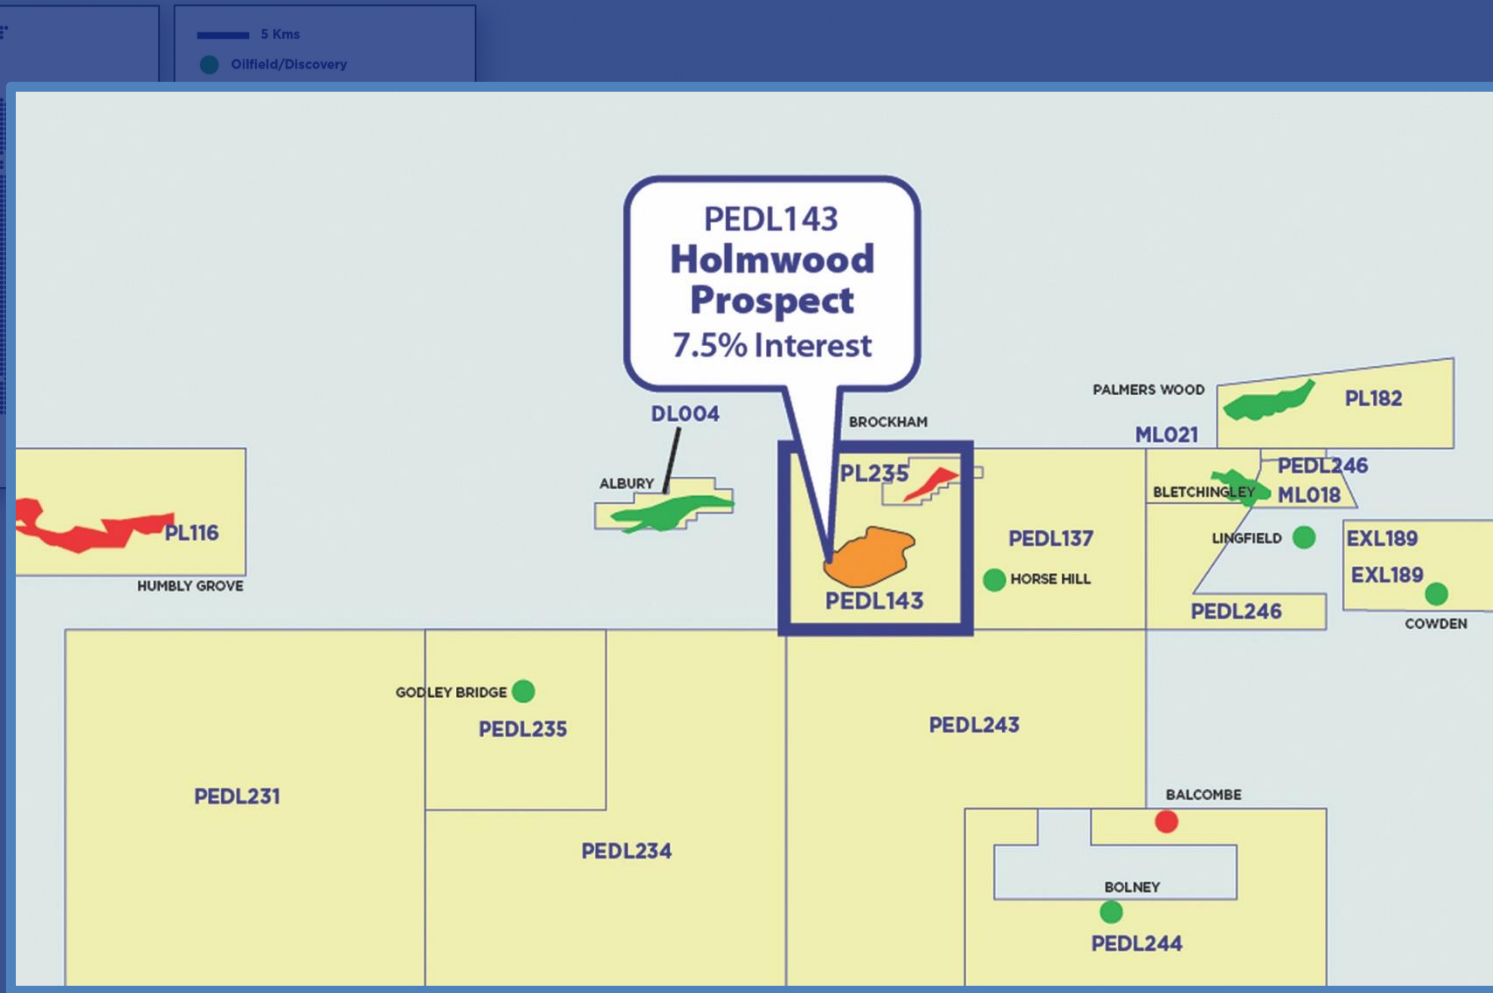 5 Kms
Oilfield/Discovery
PEDL143
Holmwood
Prospect
7.5% Interest
PALMERS WOOD
PL182
DL004
BROCKHAM
ML021
PL235
PEDL246
ALBURY
BLETCHINGLEY
ML018
PL116
PEDL137
LINGFIELD
EXL189
HUMBLY GROVE
HORSE HILL
EXL189
PEDL143
PEDL246
COWDEN
GODLEY BRIDGE
PEDL235
PEDL243
PEDL231
BALCOMBE
PEDL234
BOLNEY
PEDL244